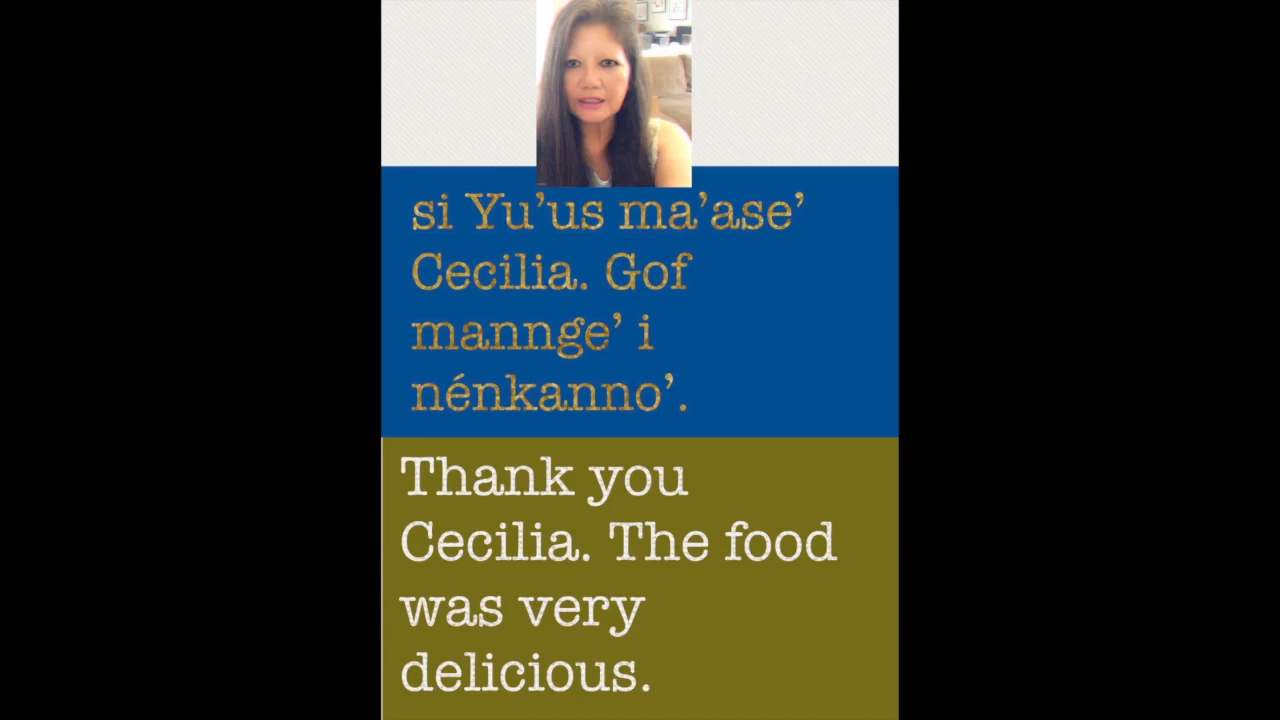 si Yu’us ma’ase’
Cecilia. Gof
mannge’ i
nénkanno’.
Thank you
Cecilia. The food
was very
delicious.